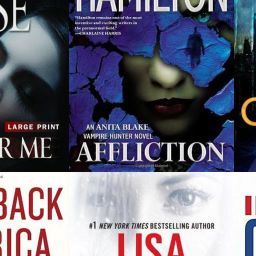 SE
LARGE PRINT
R ME
HAMILTON
"Hamilton remains one of the most
inventive and exciting writers in
the paranormal field."
—CHARLAINE HARRIS
AN ANITA BLAKE
VAMPIRE HUNTER NOVEL
AFFLICTION
BACK
RICA
#1 NEW YORK TIMES BESTSELLING AUTHOR
LISA